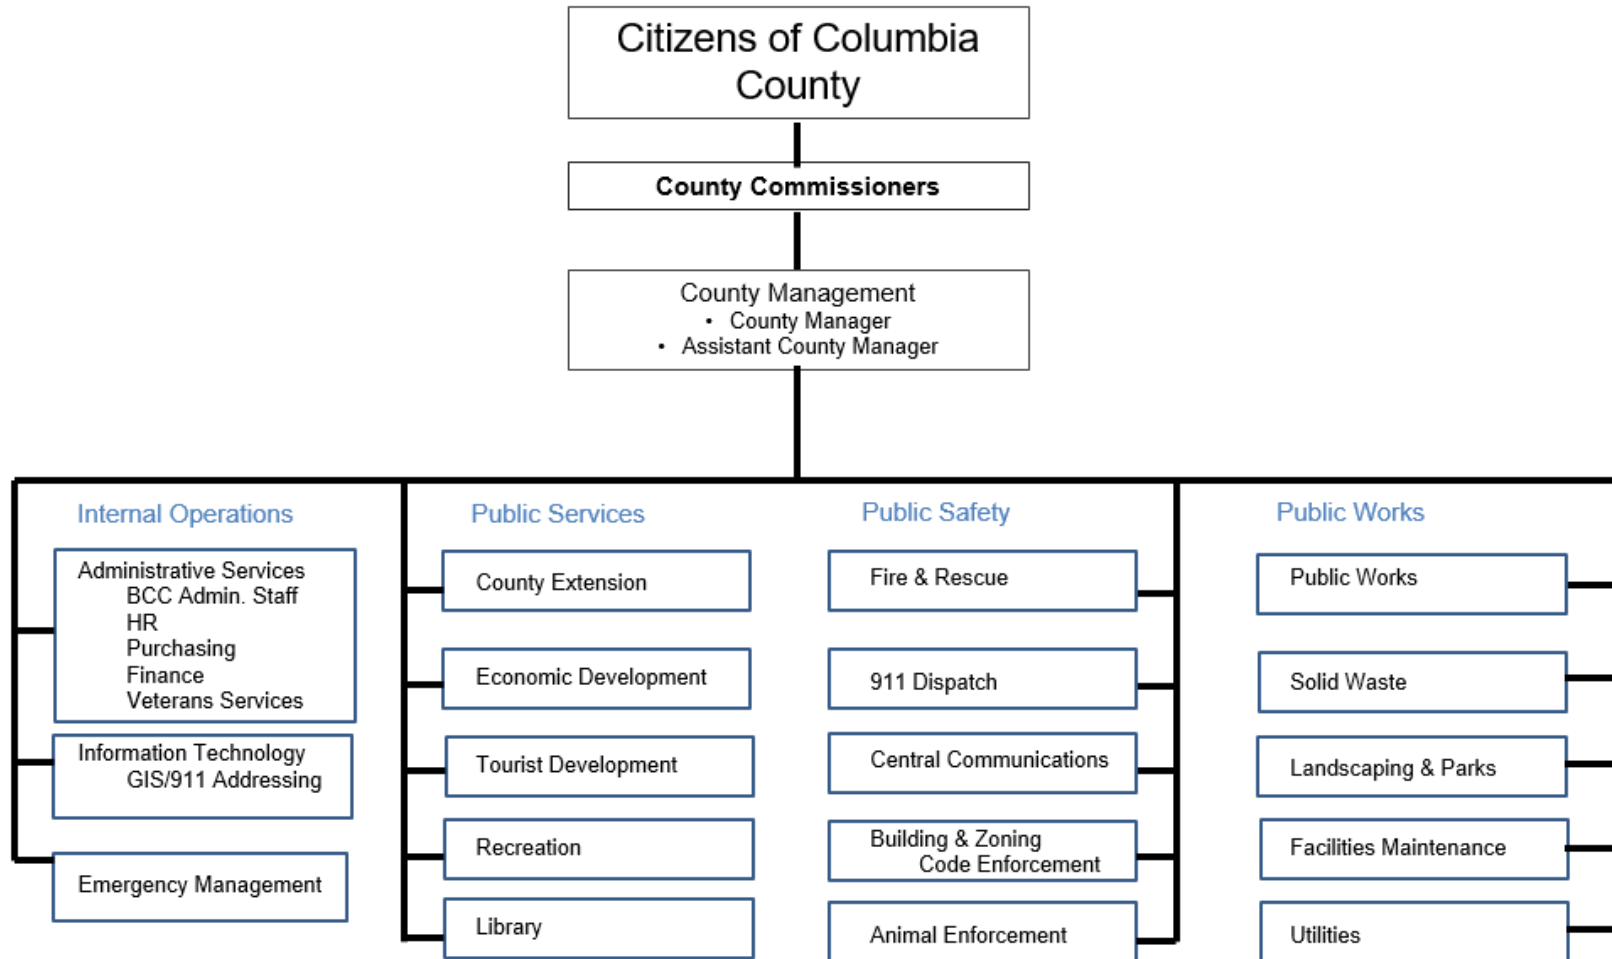 Citizens of Columbia
County
County Commissioners
County Management
• County Manager
• Assistant County Manager
Internal Operations
Administrative Services
BCC Admin. Staff
HR
Purchasing
Finance
Veterans Services
Information Technology
GIS/911 Addressing
Emergency Management
Public Services
County Extension
Economic Development
Tourist Development
Recreation
Library
Public Safety
Fire & Rescue
911 Dispatch
Central Communications
Building & Zoning
Code Enforcement
Animal Enforcement
Public Works
Public Works
Solid Waste
Landscaping & Parks
Facilities Maintenance
Utilities